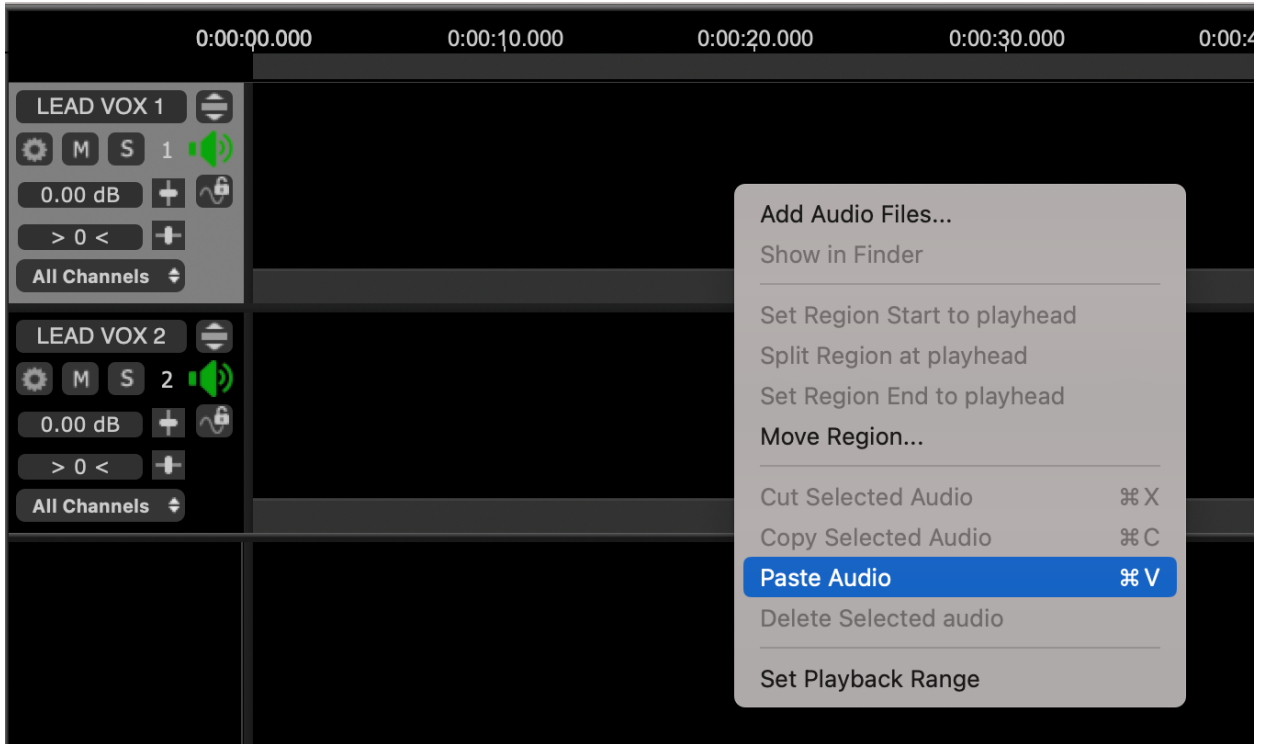 0:00:00.000 0:00:10.000 0:00:20.000 0:00:30.000 0:00:4
LEAD VOX 1
M S 1
0.00 dB
> 0 <
All Channels
LEAD VOX 2
M S 2
0.00 dB
> 0 <
All Channels
Add Audio Files...
Show in Finder
Set Region Start to playhead
Split Region at playhead
Set Region End to playhead
Move Region...
Cut Selected Audio ⌘ X
Copy Selected Audio ⌘ C
Paste Audio ⌘ V
Delete Selected audio
Set Playback Range